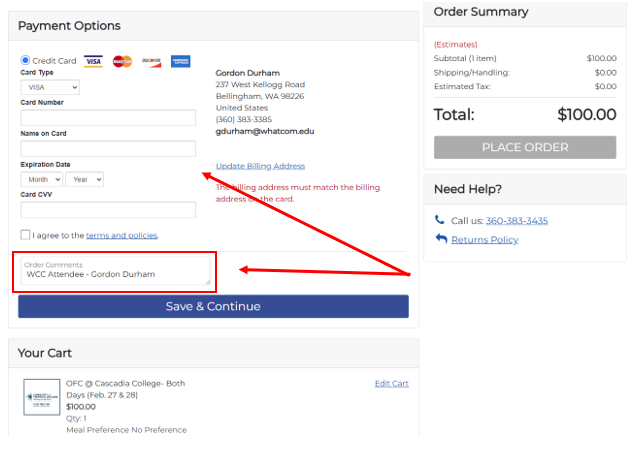 Payment Options
Credit Card VISA MasterCard DISCOVER
Card Type
VISA
Card Number
Name on Card
Expiration Date
Month Year
Card CVV
I agree to the terms and policies.
Gordon Durham
237 West Kellogg Road
Bellingham, WA 98226
United States
(360) 383-3385
gdurham@whatcom.edu
Update Billing Address
The billing address must match the billing
address on the card.
Order Comments
WCC Attendee - Gordon Durham
Save & Continue
Your Cart
OFC @ Cascadia College- Both
Days (Feb. 27 & 28)
$100.00
Qty: 1
Meal Preference No Preference
Edit Cart
Order Summary
(Estimates)
Subtotal (1 item) $100.00
Shipping/Handling: $0.00
Estimated Tax: $0.00
Total: $100.00
PLACE ORDER
Need Help?
Call us: 360-383-3435
Returns Policy